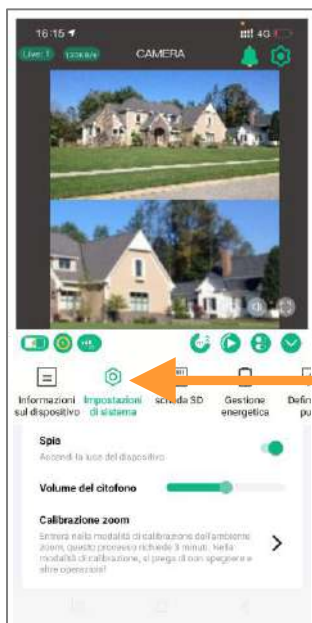 16:15
4G
Live: 1
CAMERA
Informazioni sul dispositivo
Impostazioni di sistema
scheda SD
Gestione energetica
Defin
pu
Spia
Accendi la luce del dispositivo
Volume del citofono
Calibrazione zoom
Entrerà nella modalità di calibrazione dell'ambiente
zoom, questo processo richiede 3 minuti. Nella
modalità di calibrazione, si prega di non spegnere e
altre operazioni!